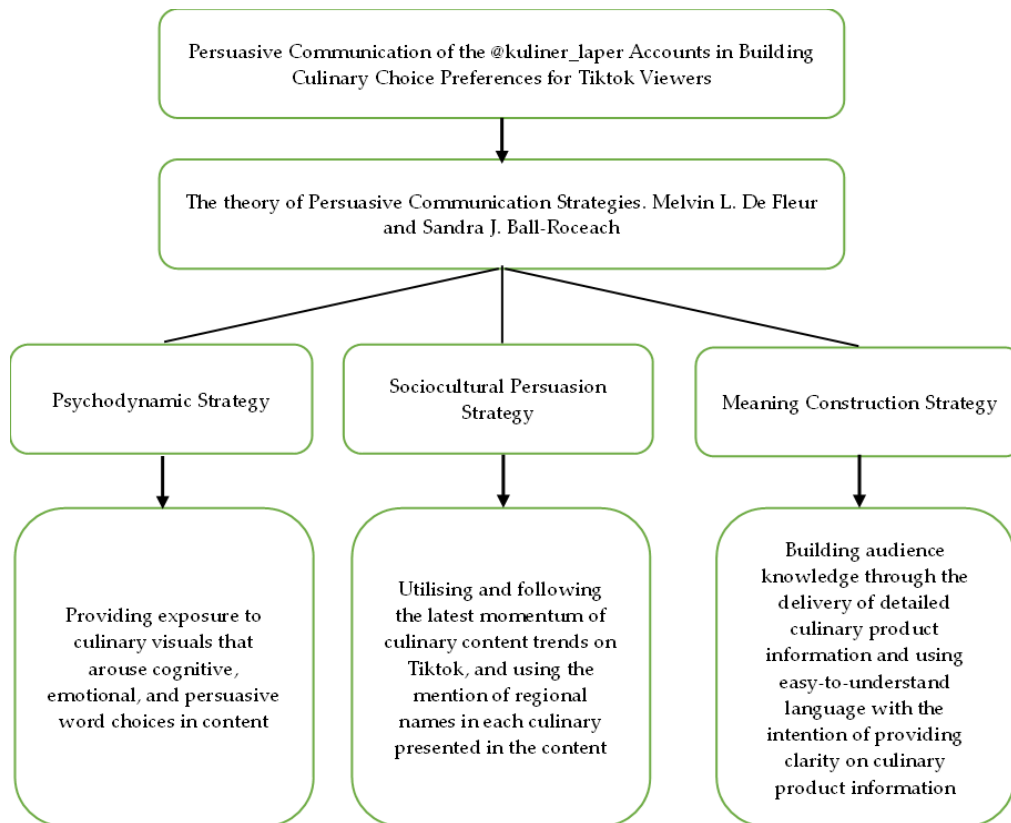 Persuasive Communication of the @kuliner_laper Accounts in Building
Culinary Choice Preferences for Tiktok Viewers
The theory of Persuasive Communication Strategies. Melvin L. De Fleur
and Sandra J. Ball-Roceach
Psychodynamic Strategy
Sociocultural Persuasion
Strategy
Meaning Construction Strategy
Providing exposure to
culinary visuals that
arouse cognitive,
emotional, and persuasive
word choices in content
Utilising and following
the latest momentum of
culinary content trends on
Tiktok, and using the
mention of regional
names in each culinary
presented in the content
Building audience
knowledge through the
delivery of detailed
culinary product
information and using
easy-to-understand
language with the
intention of providing
clarity on culinary
product information